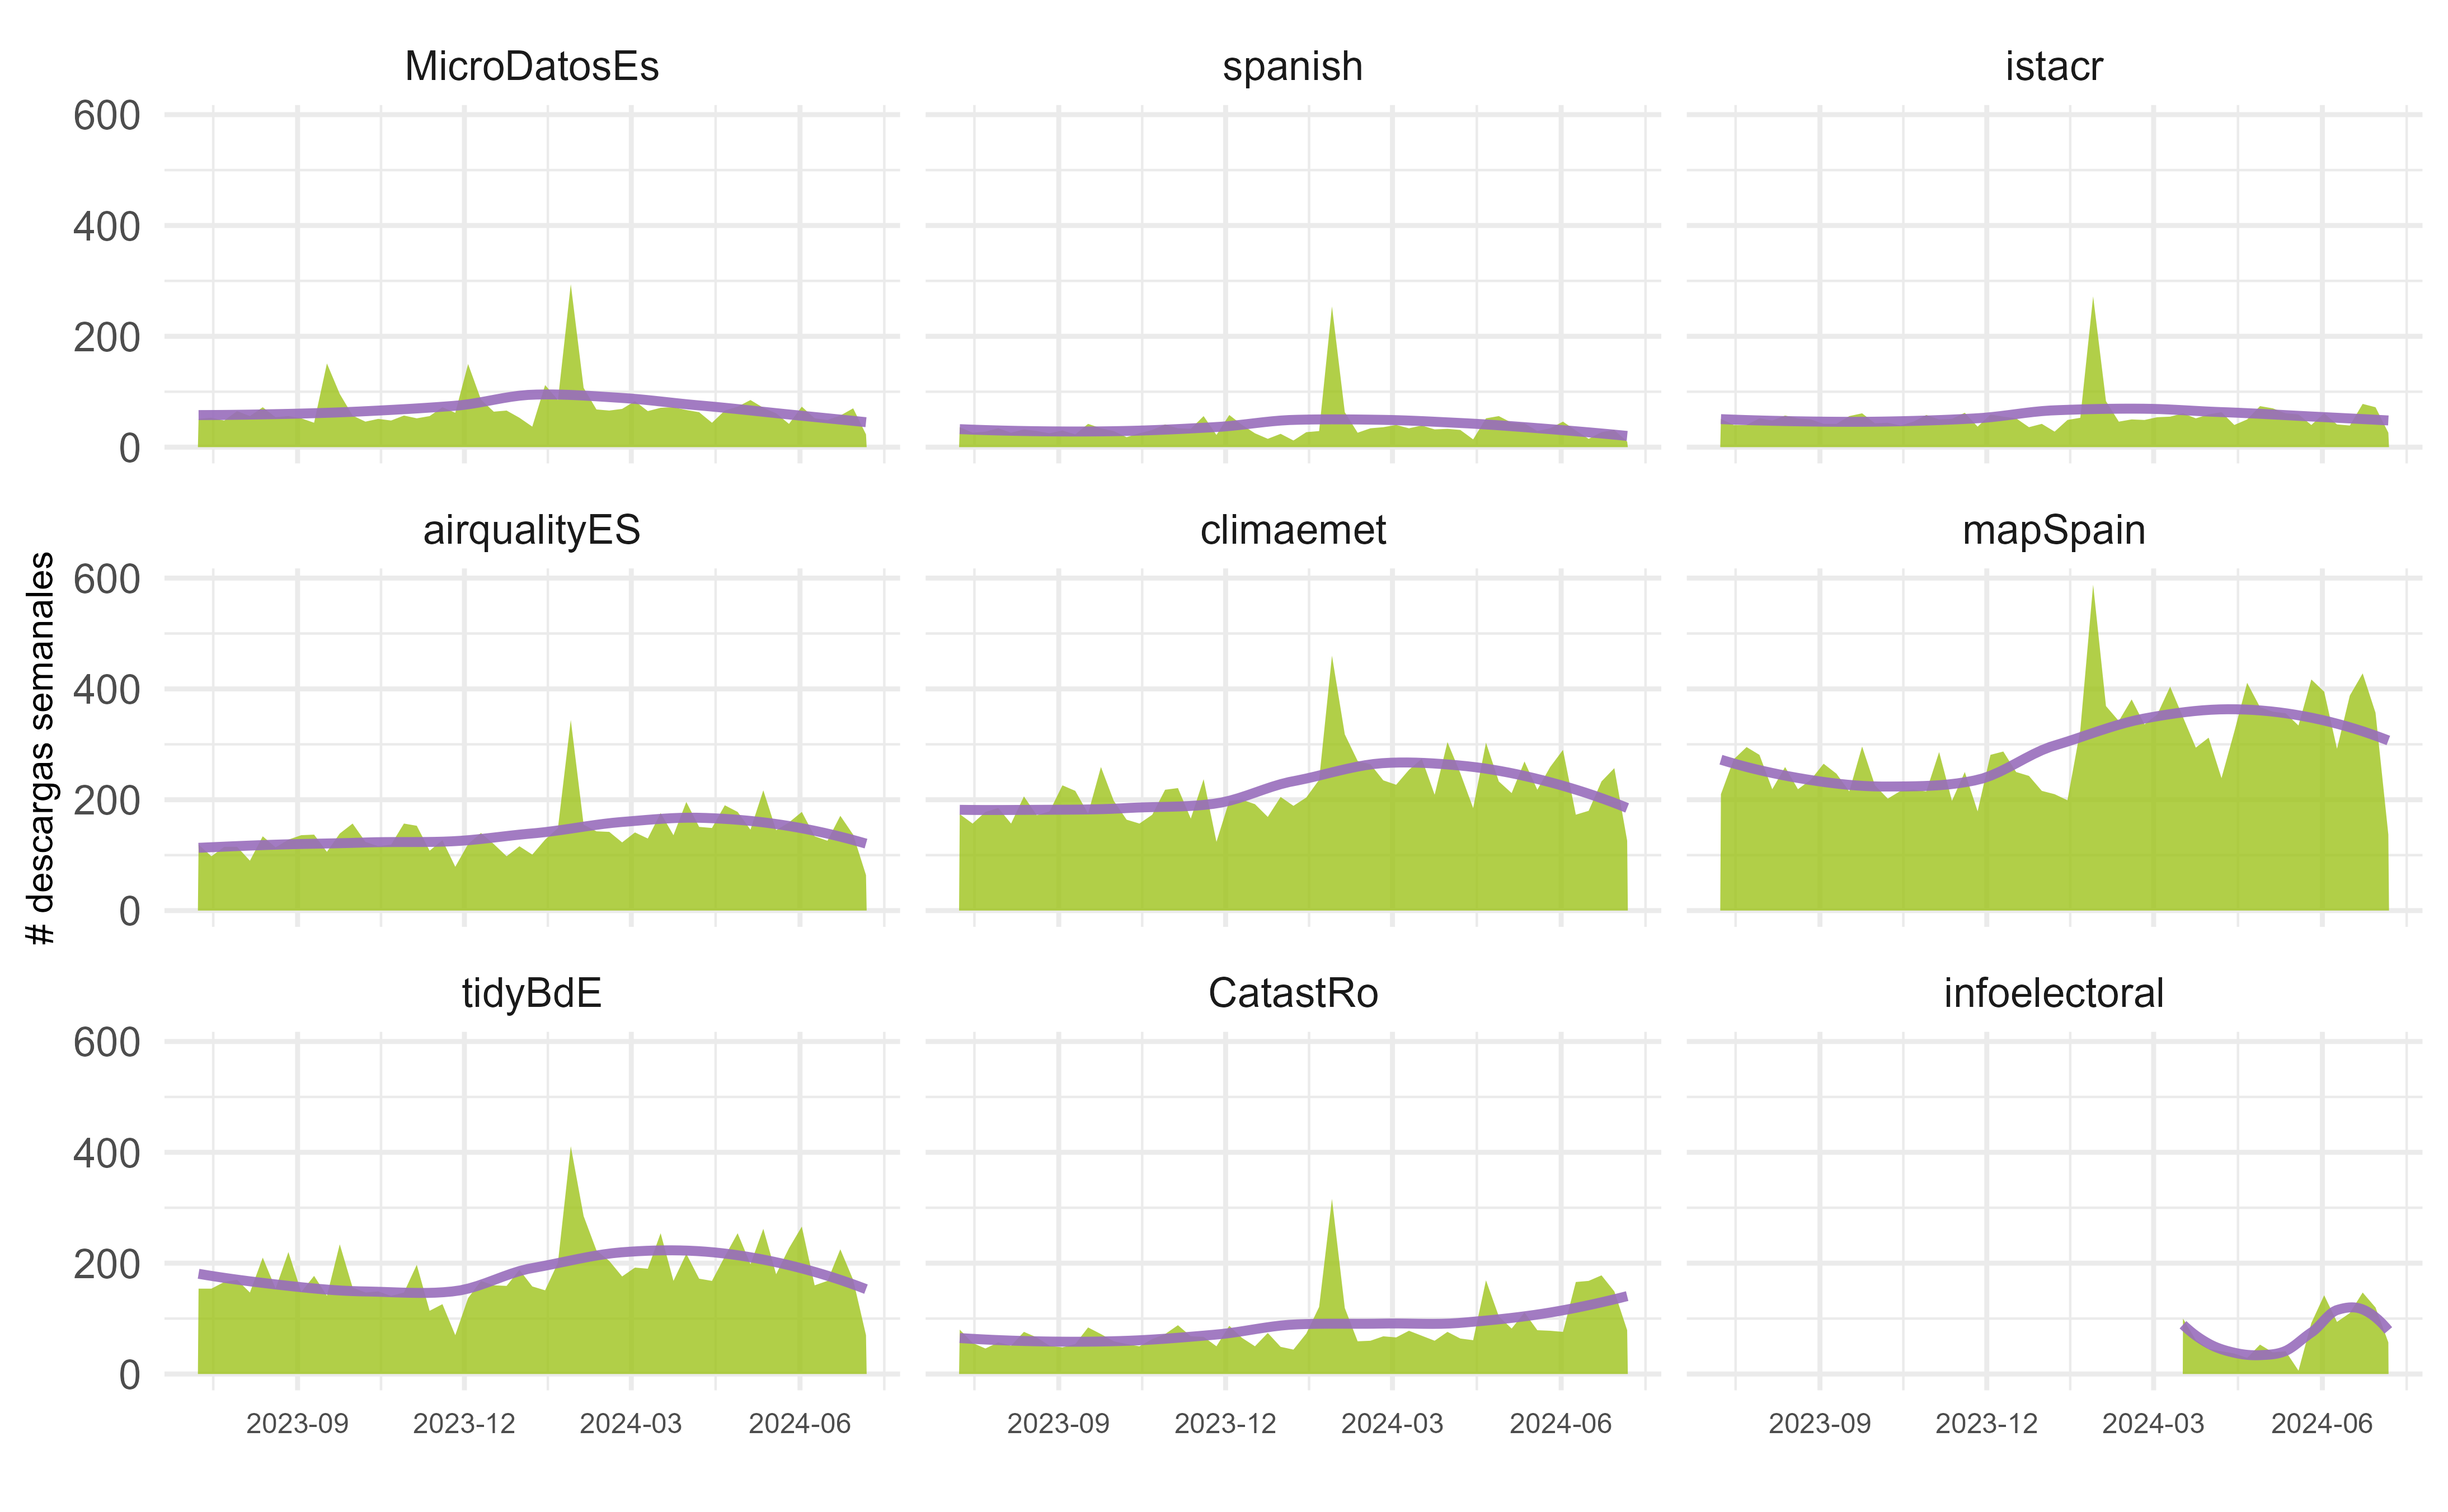 MicroDatosEs
spanish
istacr
600
400
200
0
airqualityES
climaemet
mapSpain
# descargas semanales
600
400
200
0
tidyBdE
CatastRo
infoelectoral
600
400
200
0
2023-09 2023-12 2024-03 2024-06
2023-09 2023-12 2024-03 2024-06
2023-09 2023-12 2024-03 2024-06